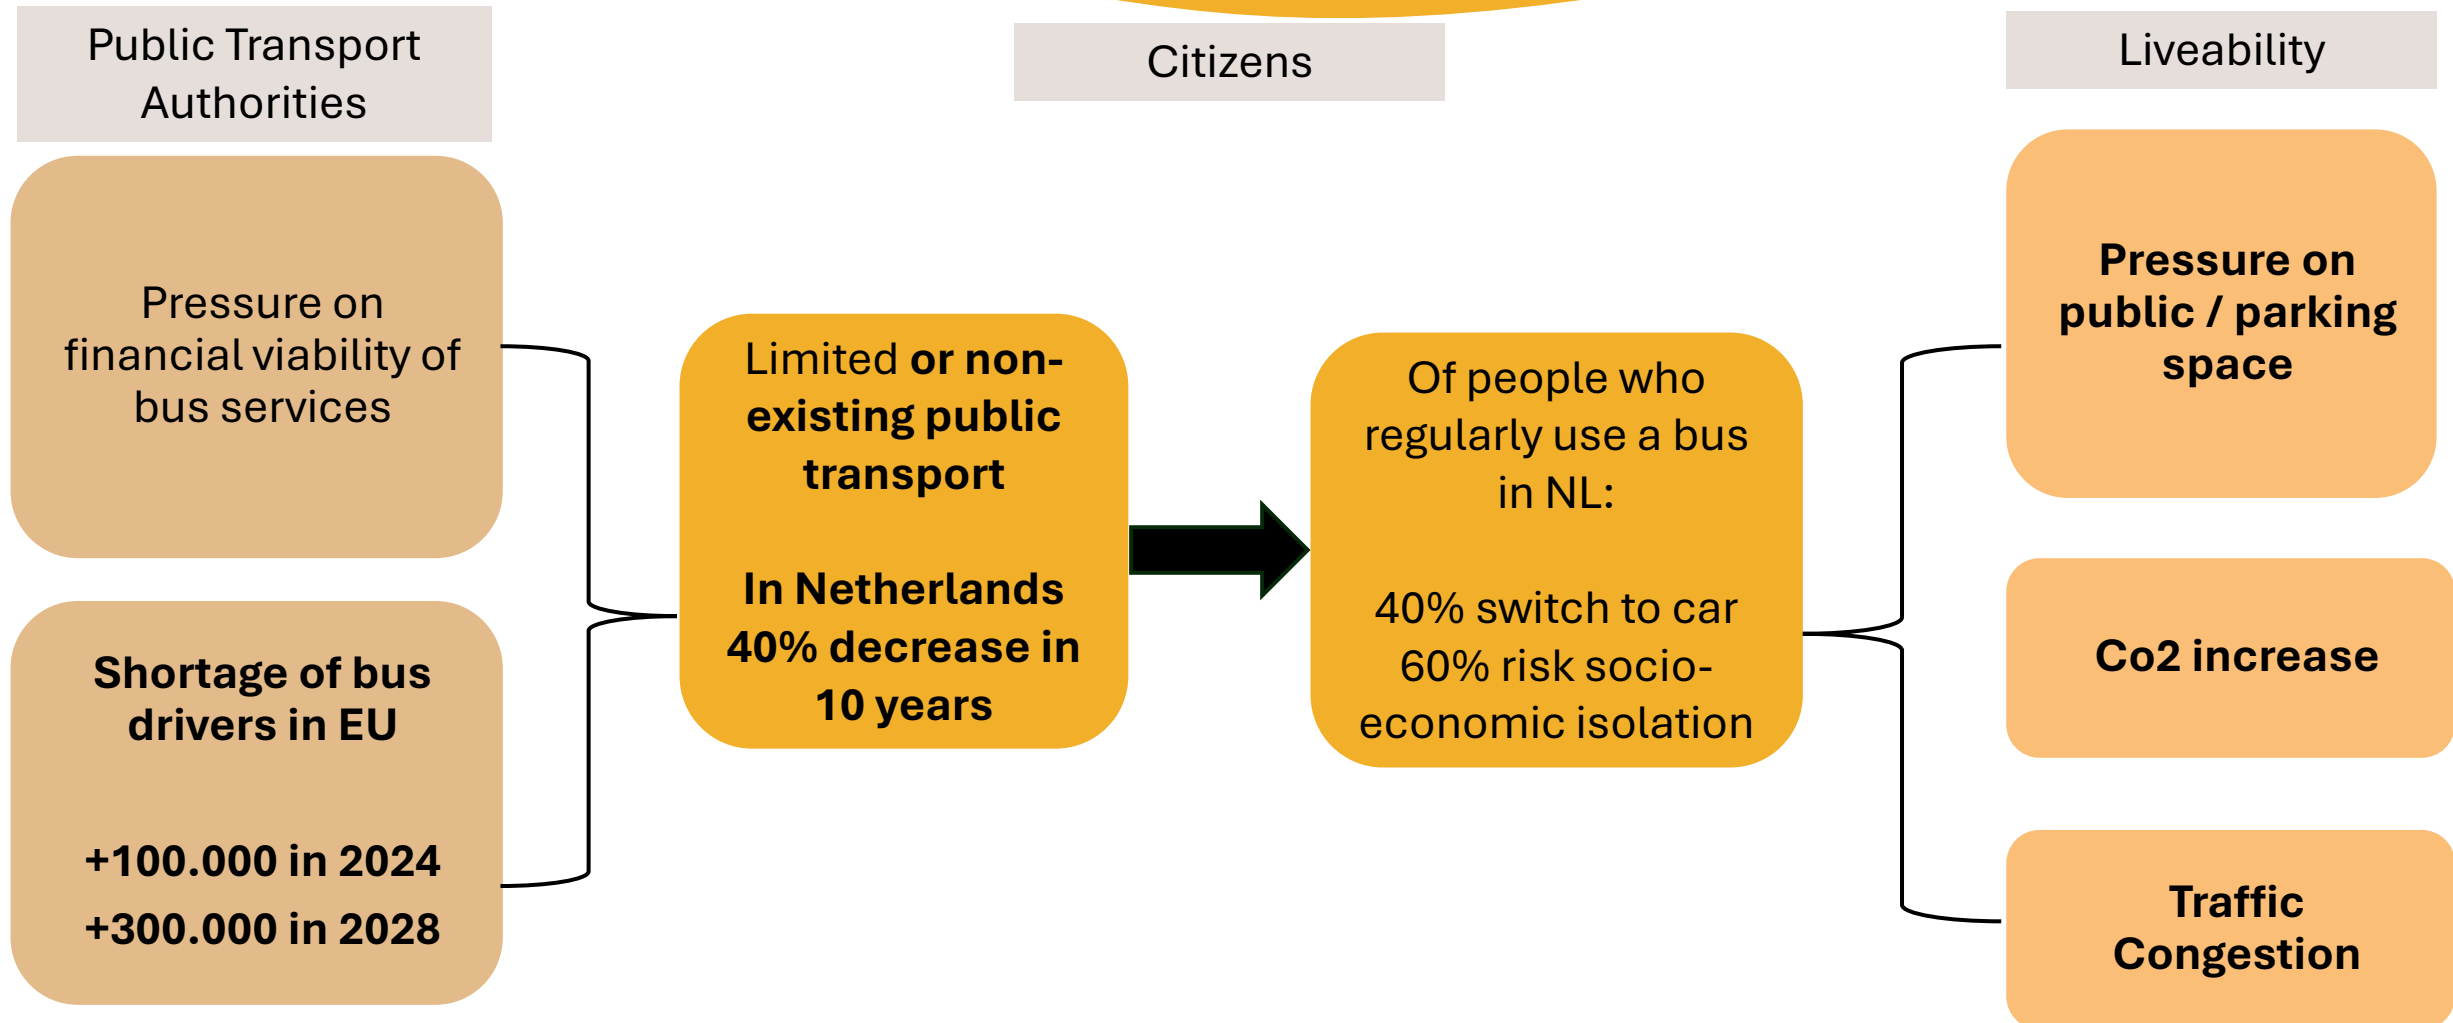 Public Transport
Authorities
Citizens
Liveability
Pressure on
financial viability of
bus services
Shortage of bus
drivers in EU
+100.000 in 2024
+300.000 in 2028
Limited or non-
existing public
transport
In Netherlands
40% decrease in
10 years
Of people who
regularly use a bus
in NL:
40% switch to car
60% risk socio-
economic isolation
Pressure on
public / parking
space
Co2 increase
Traffic
Congestion